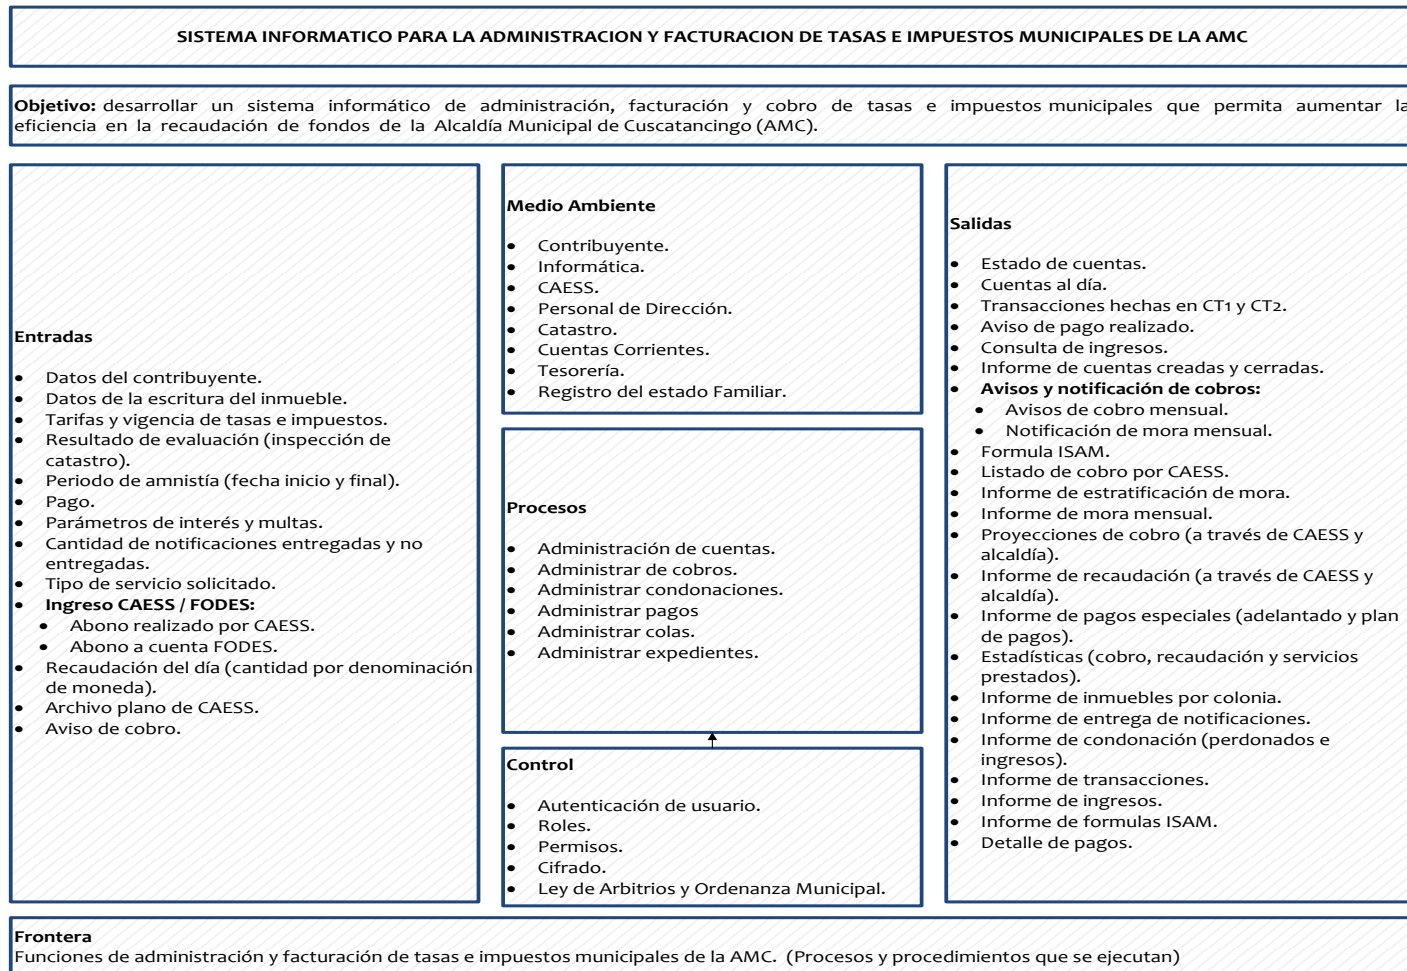 SISTEMA INFORMATICO PARA LA ADMINISTRACION Y FACTURACION DE TASAS E IMPUESTOS MUNICIPALES DE LA AMC
Objetivo: desarrollar un sistema informático de administración, facturación y cobro de tasas e impuestos municipales que permita aumentar la
eficiencia en la recaudación de fondos de la Alcaldía Municipal de Cuscatancingo (AMC).
Entradas
• Datos del contribuyente.
• Datos de la escritura del inmueble.
• Tarifas y vigencia de tasas e impuestos.
• Resultado de evaluación (inspección de
catastro).
• Periodo de amnistía (fecha inicio y final).
• Pago.
• Parámetros de interés y multas.
• Cantidad de notificaciones entregadas y no
entregadas.
• Tipo de servicio solicitado.
• Ingreso CAESS / FODES:
• Abono realizado por CAESS.
• Abono a cuenta FODES.
• Recaudación del día (cantidad por denominación
de moneda).
• Archivo plano de CAESS.
• Aviso de cobro.
Medio Ambiente
• Contribuyente.
• Informática.
• CAESS.
• Personal de Dirección.
• Catastro.
• Cuentas Corrientes.
• Tesorería.
• Registro del estado Familiar.
Procesos
• Administración de cuentas.
• Administrar de cobros.
• Administrar condonaciones.
• Administrar pagos
• Administrar colas.
• Administrar expedientes.
Control
• Autenticación de usuario.
• Roles.
• Permisos.
• Cifrado.
• Ley de Arbitrios y Ordenanza Municipal.
Salidas
• Estado de cuentas.
• Cuentas al día.
• Transacciones hechas en CT1 y CT2.
• Aviso de pago realizado.
• Consulta de ingresos.
• Informe de cuentas creadas y cerradas.
• Avisos y notificación de cobros:
• Avisos de cobro mensual.
• Notificación de mora mensual.
• Formula ISAM.
• Listado de cobro por CAESS.
• Informe de estratificación de mora.
• Informe de mora mensual.
• Proyecciones de cobro (a través de CAESS y
alcaldía).
• Informe de recaudación (a través de CAESS y
alcaldía).
• Informe de pagos especiales (adelantado y plan
de pagos).
• Estadísticas (cobro, recaudación y servicios
prestados).
• Informe de inmuebles por colonia.
• Informe de entrega de notificaciones.
• Informe de condonación (perdonados e
ingresos).
• Informe de transacciones.
• Informe de ingresos.
• Informe de formulas ISAM.
• Detalle de pagos.
Frontera
Funciones de administración y facturación de tasas e impuestos municipales de la AMC. (Procesos y procedimientos que se ejecutan)